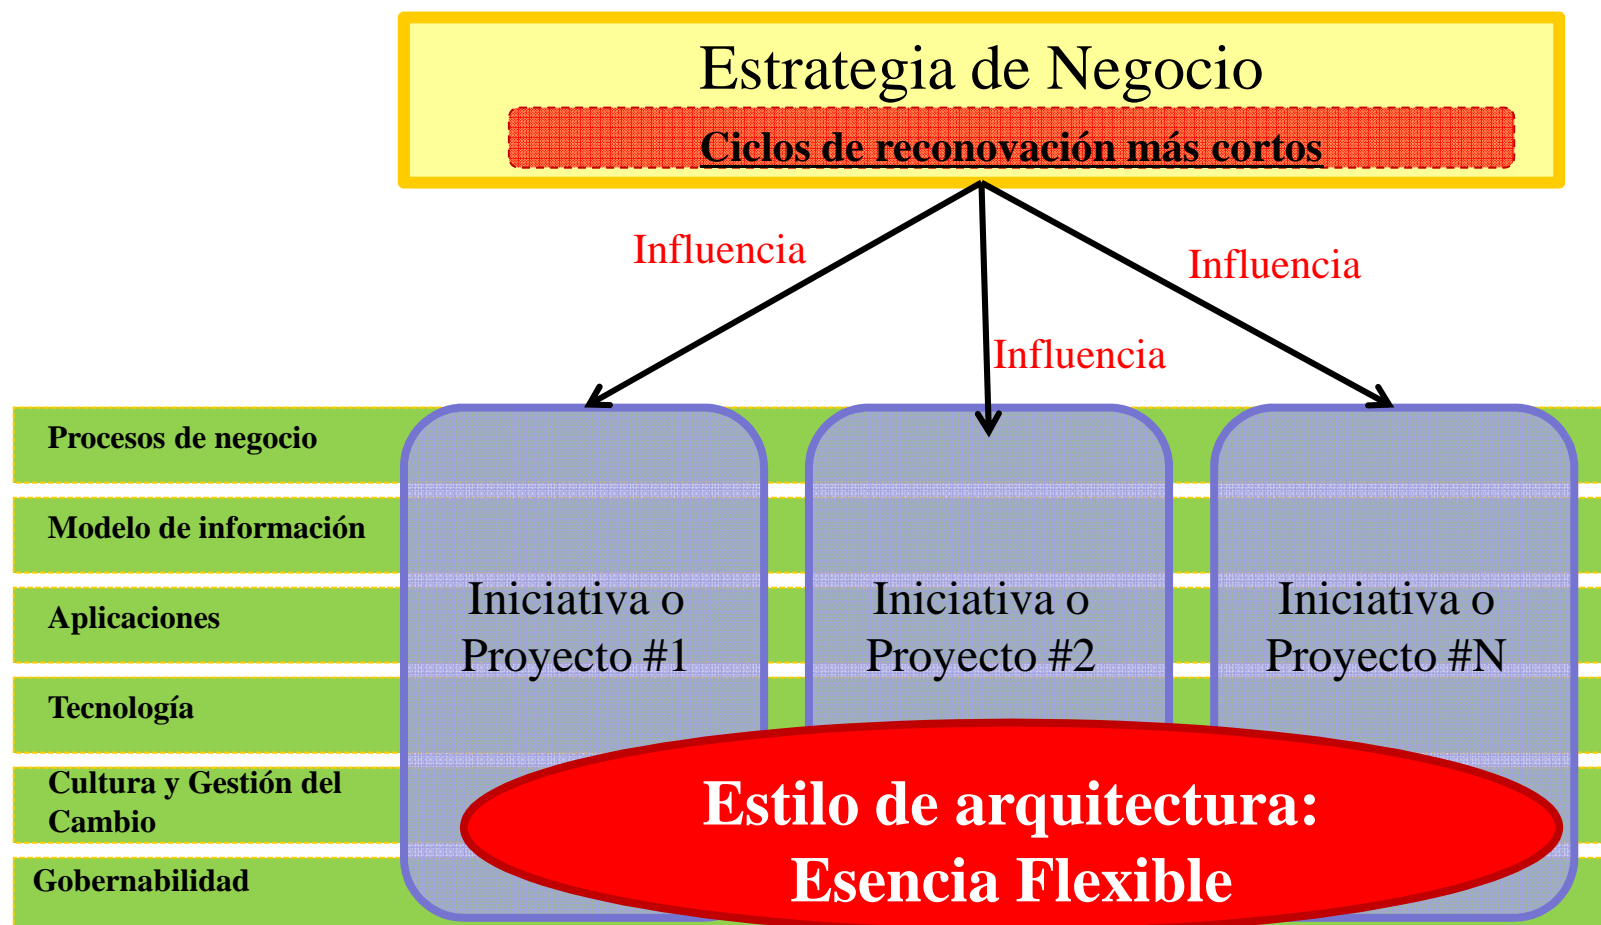 Estrategia de Negocio
Ciclos de reconovación más cortos
Influencia
Influencia
Influencia
Procesos de negocio
Modelo de información
Aplicaciones
Tecnología
Cultura y Gestión del
Cambio
Gobernabilidad
Iniciativa o
Proyecto #1
Iniciativa o
Proyecto #2
Iniciativa o
Proyecto #N
Estilo de arquitectura:
Esencia Flexible